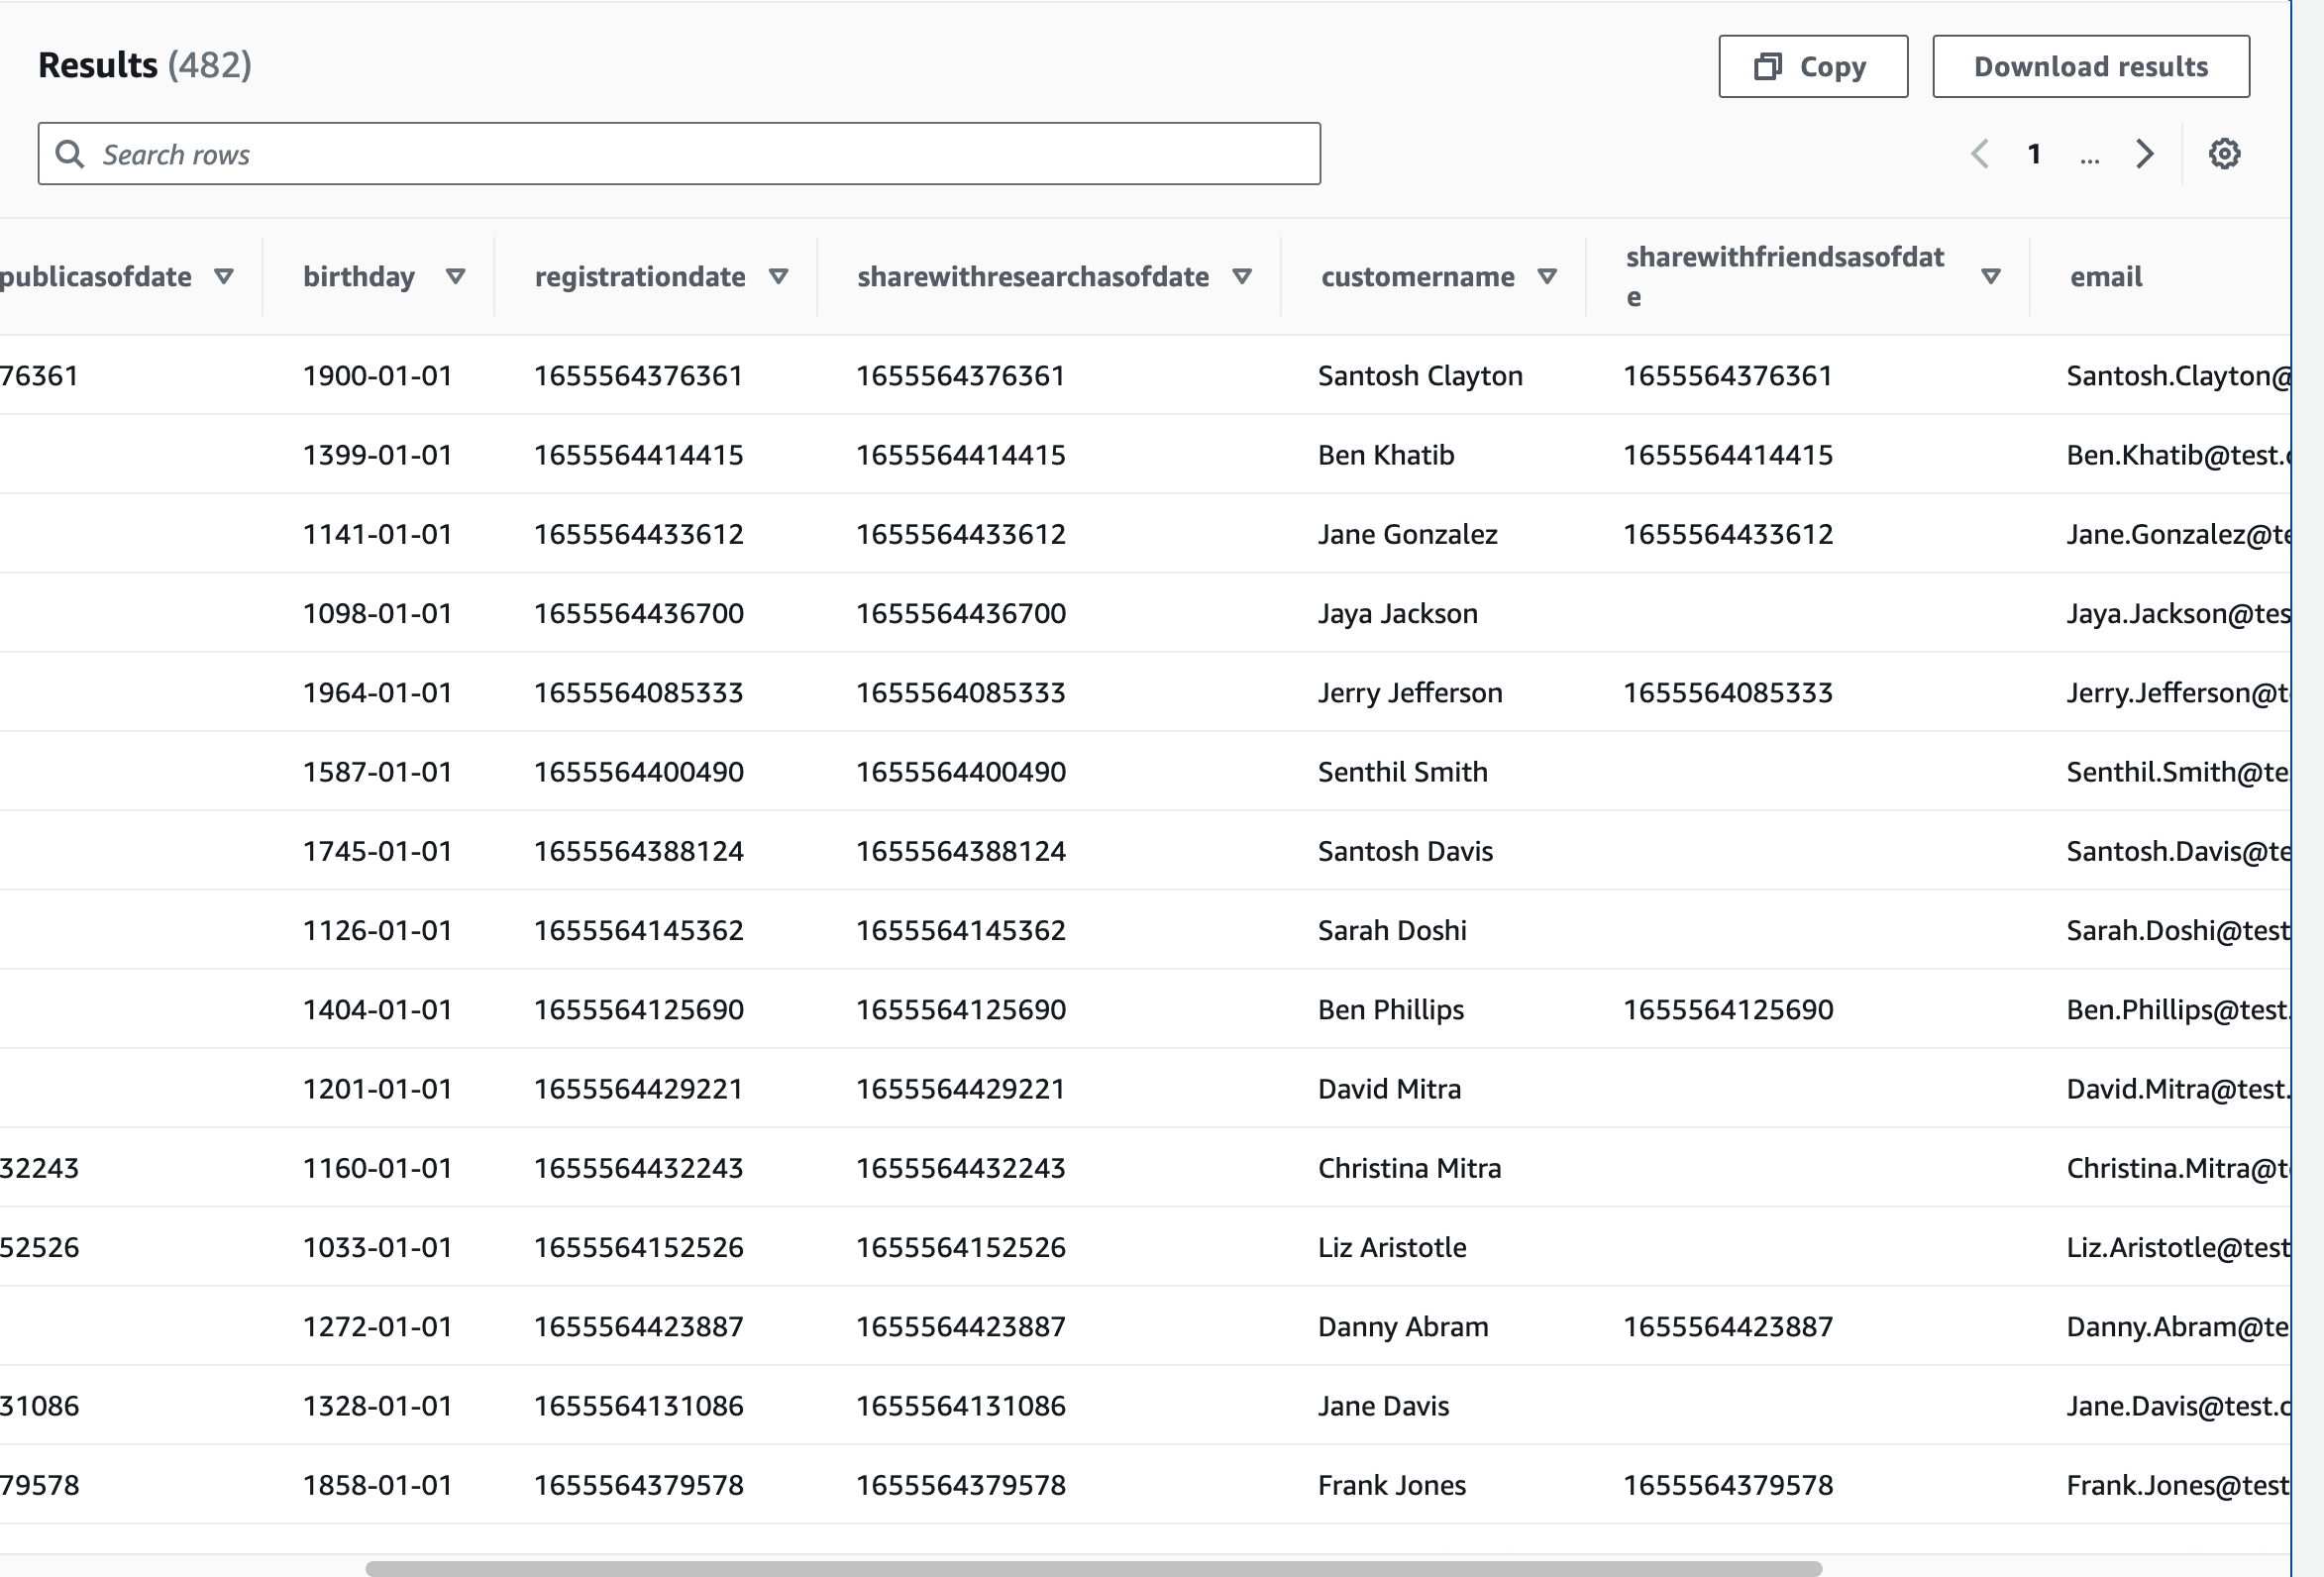 Results (482)
Copy
Download results
Search rows
1 ...
publicasofdate birthday registrationdate sharewithresearchasofdate customername sharewithfriendsasofdat
e email
76361 1900-01-01 1655564376361 1655564376361 Santosh Clayton 1655564376361 Santosh.Clayton@
1399-01-01 1655564414415 1655564414415 Ben Khatib 1655564414415 Ben.Khatib@test.
1141-01-01 1655564433612 1655564433612 Jane Gonzalez 1655564433612 Jane.Gonzalez@te
1098-01-01 1655564436700 1655564436700 Jaya Jackson Jaya.Jackson@tes
1964-01-01 1655564085333 1655564085333 Jerry Jefferson 1655564085333 Jerry.Jefferson@t
1587-01-01 1655564400490 1655564400490 Senthil Smith Senthil.Smith@te
1745-01-01 1655564388124 1655564388124 Santosh Davis Santosh.Davis@te
1126-01-01 1655564145362 1655564145362 Sarah Doshi Sarah.Doshi@test
1404-01-01 1655564125690 1655564125690 Ben Phillips 1655564125690 Ben.Phillips@test.
1201-01-01 1655564429221 1655564429221 David Mitra David.Mitra@test.
32243 1160-01-01 1655564432243 1655564432243 Christina Mitra Christina.Mitra@t
52526 1033-01-01 1655564152526 1655564152526 Liz Aristotle Liz.Aristotle@test
1272-01-01 1655564423887 1655564423887 Danny Abram 1655564423887 Danny.Abram@te
31086 1328-01-01 1655564131086 1655564131086 Jane Davis Jane.Davis@test.c
79578 1858-01-01 1655564379578 1655564379578 Frank Jones 1655564379578 Frank.Jones@test